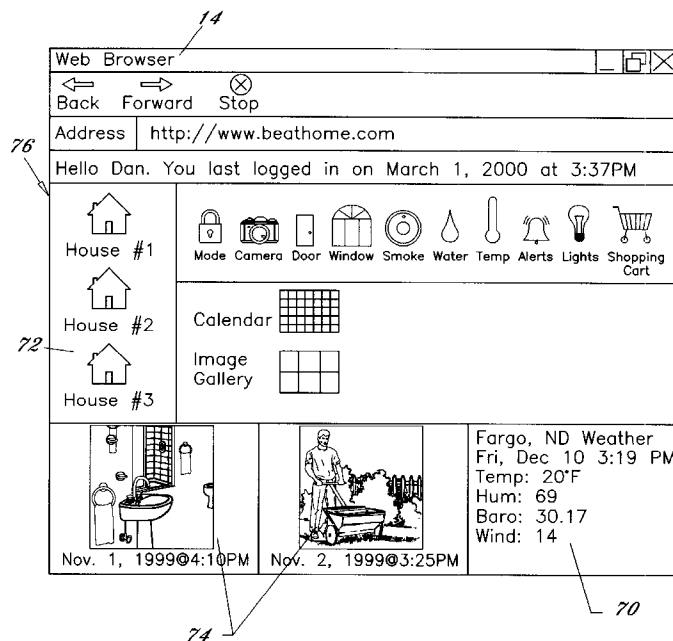 14
Web Browser
Back Forward Stop
Address http://www.beathome.com
76
Hello Dan. You last logged in on March 1, 2000 at 3:37PM
House #1
House #2
72
House #3
Mode Camera Door Window Smoke Water Temp Alerts Lights Shopping
Cart
Calendar
Image
Gallery
Nov. 1, 1999@4:10PM
Nov. 2, 1999@3:25PM
Fargo, ND Weather
Fri, Dec 10 3:19 PM
Temp: 20°F
Hum: 69
Baro: 30.17
Wind: 14
74
70